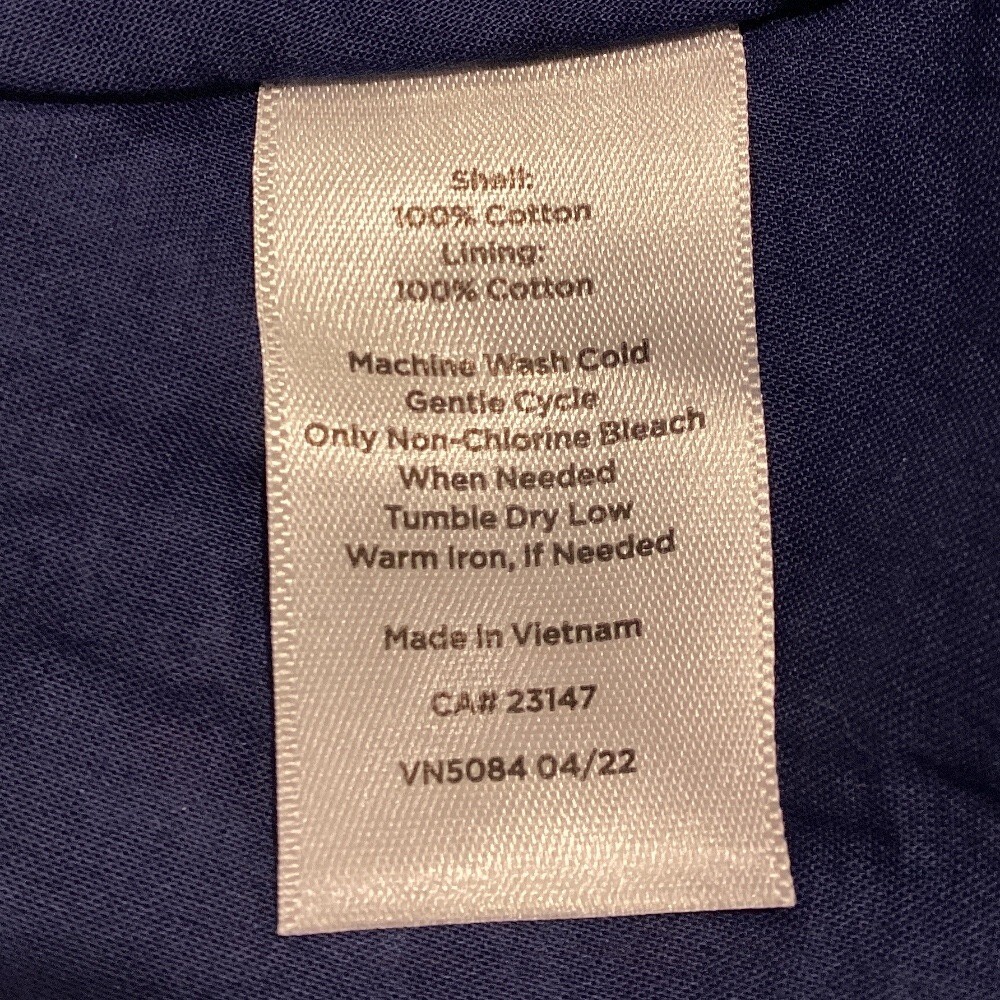 Shell:
100% Cotton
Lining:
100% Cotton
Machine Wash Cold
Gentle Cycle
Only Non-Chlorine Bleach
When Needed
Tumble Dry Low
Warm Iron, If Needed
Made In Vietnam
CA# 23147
VN5084 04/22